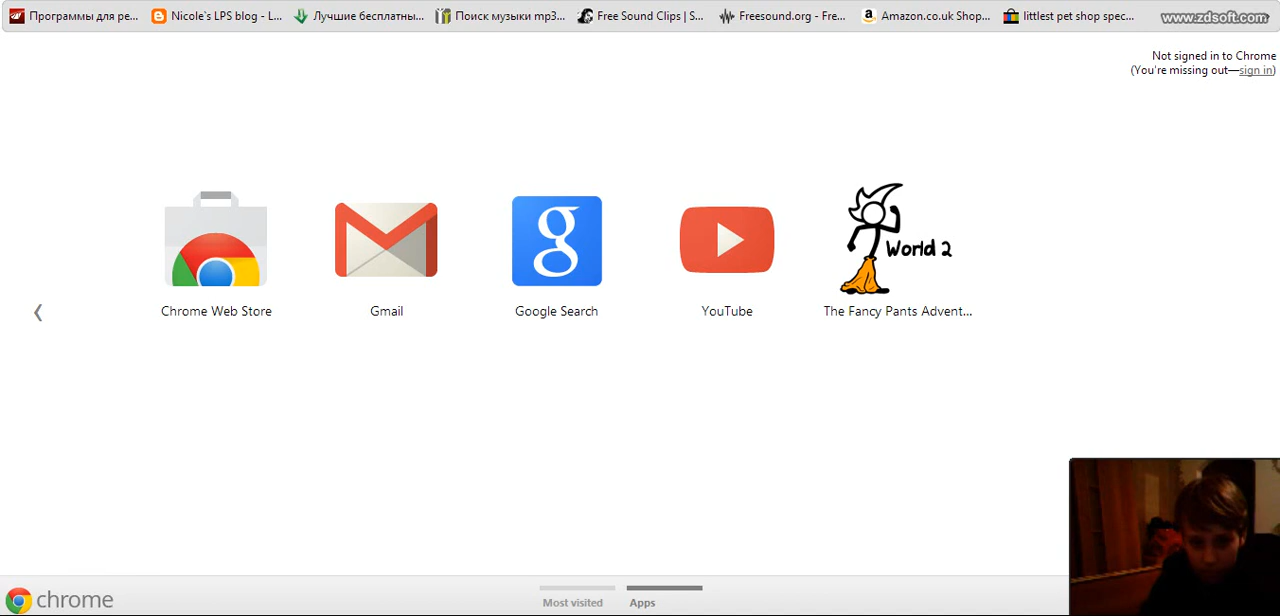 Программы для ре... Nicole`s LPS blog - L... Лучшие бесплатны... Поиск музыки mp3... Free Sound Clips | S... Freesound.org - Fre... Amazon.co.uk Shop... littlest pet shop spec... www.zdsoft.com
Not signed in to Chrome
(You're missing out—sign in)
World 2
Chrome Web Store Gmail Google Search YouTube The Fancy Pants Advent...
chrome Most visited Apps